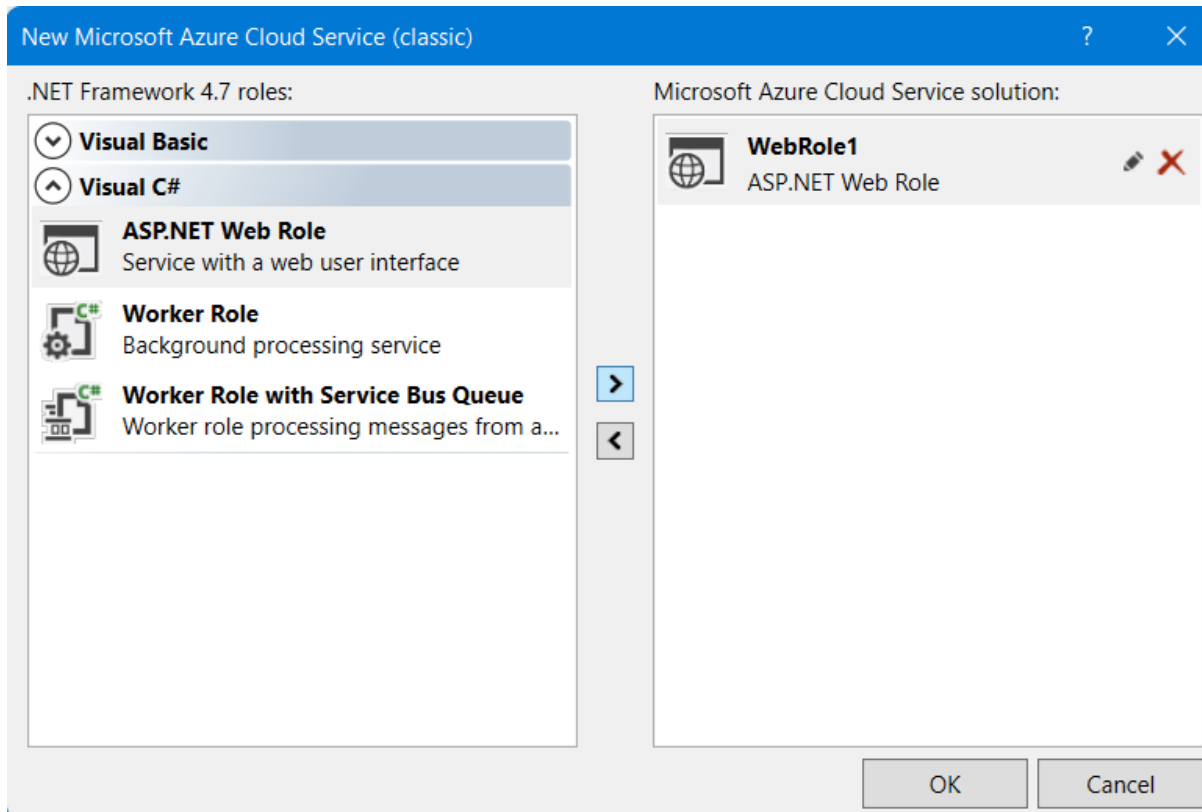 New Microsoft Azure Cloud Service (classic)
.NET Framework 4.7 roles:
Visual Basic
Visual C#
ASP.NET Web Role
Service with a web user interface
C#
Worker Role
Background processing service
C#
Worker Role with Service Bus Queue
Worker role processing messages from a...
Microsoft Azure Cloud Service solution:
WebRole1
ASP.NET Web Role
OK
Cancel